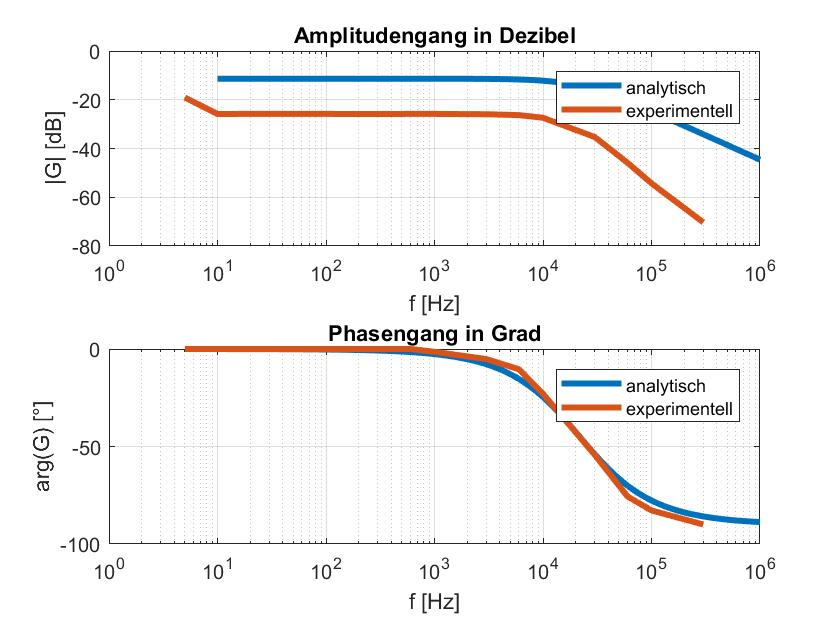 Amplitudengang in Dezibel
0
-20
-40
-60
-80
|G| [dB]
analytisch
experimentell
10^0 10^1 10^2 10^3 10^4 10^5 10^6
f [Hz]
Phasengang in Grad
0
-50
-100
arg(G) [°]
analytisch
experimentell
10^0 10^1 10^2 10^3 10^4 10^5 10^6
f [Hz]